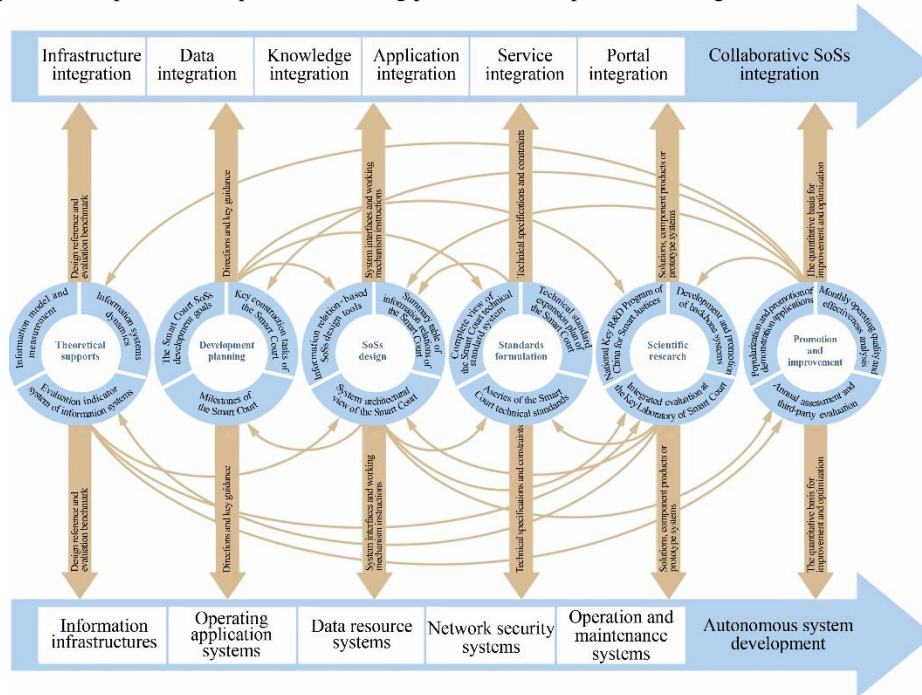 Infrastructure
integration
Data
integration
Knowledge
integration
Application
integration
Service
integration
Portal
integration
Collaborative SoSs
integration
Design reference and
evaluation benchmark
Directions and key guidance
System interfaces and working
mechanism instructions
Technical specifications and constraints
Solutions, component products or
prototype systems
The quantitative basis for
improvement and optimization
Information model and
measurement
Information systems
dynamics
Evaluation indicator
system of information systems
Theoretical
supports
The Smart Court SoSs
development goals
Key construction tasks of
the Smart Court
Milestones of
the Smart Court
Development
planning
Information relation-based
SoSs design tools
Summary table of
information relations of
the Smart Court
System architectural
view of the Smart Court
SoSs
design
Complete view of
the Smart Court technical
standard system
Technical standard
expansion plan of
the Smart Court
Aseries of the Smart
Court technical standards
Standards
formulation
National Key R&D Program of
China for Smart Justices
Development and promotion
of backbone systems
Integrated evaluation at
the Key Laboratory of Smart Court
Scientific
research
Popularization and promotion of
demonstration applications
Monthly operating quality and
effectiveness analysis
Annual assessment and
third-party evaluation
Promotion
and
improvement
Design reference and
evaluation benchmark
Directions and key guidance
System interfaces and working
mechanism instructions
Technical specifications and constraints
Solutions, component products or
prototype systems
The quantitative basis for
improvement and optimization
Information
infrastructures
Operating
application
systems
Data resource
systems
Network security
systems
Operation and
maintenance
systems
Autonomous system
development